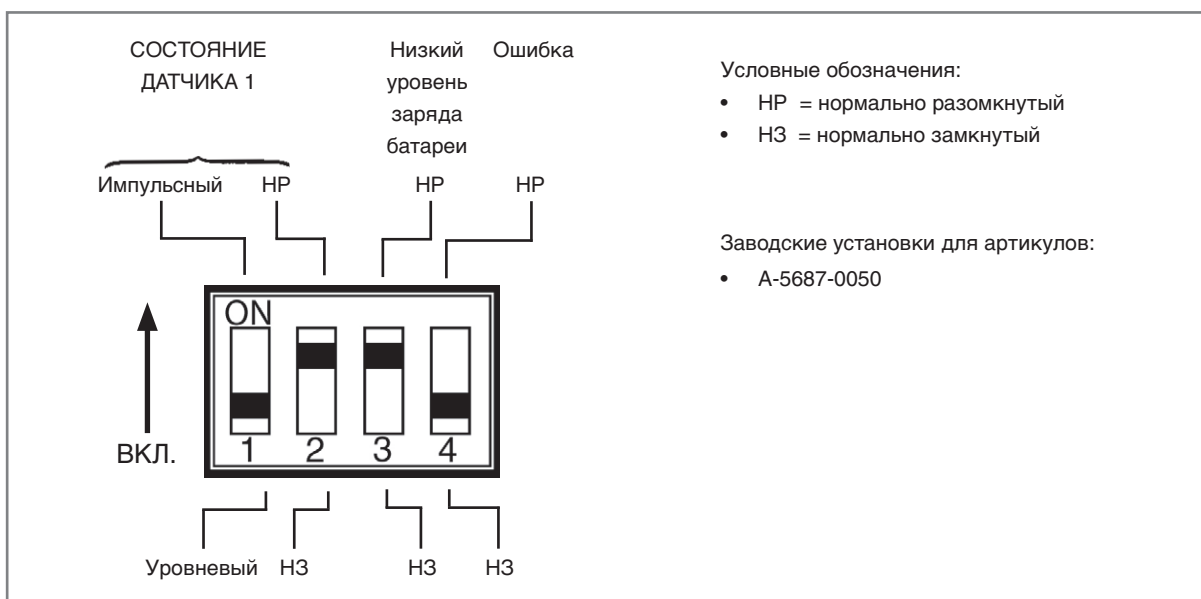 СОСТОЯНИЕ
ДАТЧИКА 1
Низкий
уровень
заряда
батареи
Ошибка
Импульсный
НР
НР
НР
ON
1 2 3 4
ВКЛ.
Уровневый
НЗ
НЗ
НЗ
Условные обозначения:
• НР = нормально разомкнутый
• НЗ = нормально замкнутый
Заводские установки для артикулов:
• A-5687-0050